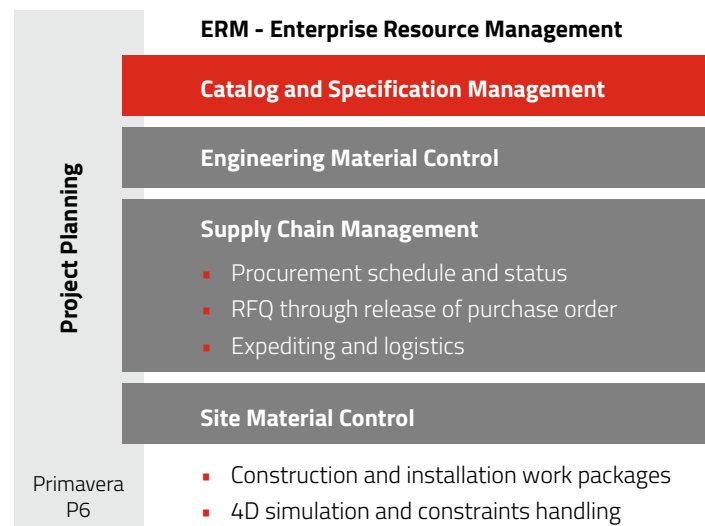 ERM - Enterprise Resource Management
Catalog and Specification Management
Engineering Material Control
Project Planning
Supply Chain Management
▪ Procurement schedule and status
▪ RFQ through release of purchase order
▪ Expediting and logistics
Site Material Control
Primavera
P6
▪ Construction and installation work packages
▪ 4D simulation and constraints handling